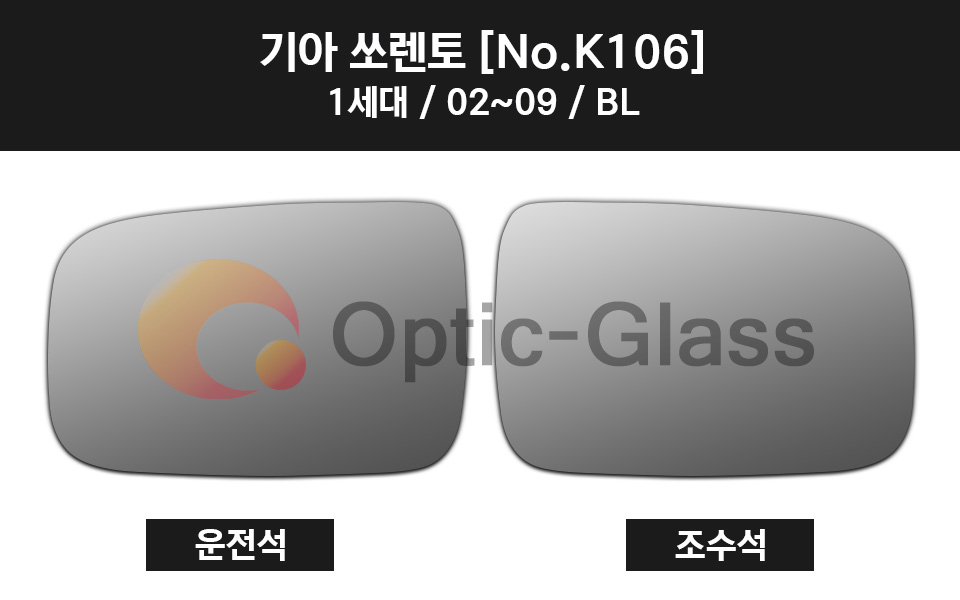 기아 쏘렌토 [No.K106]
1세대 / 02~09 / BL
Optic-Glass
운전석
조수석